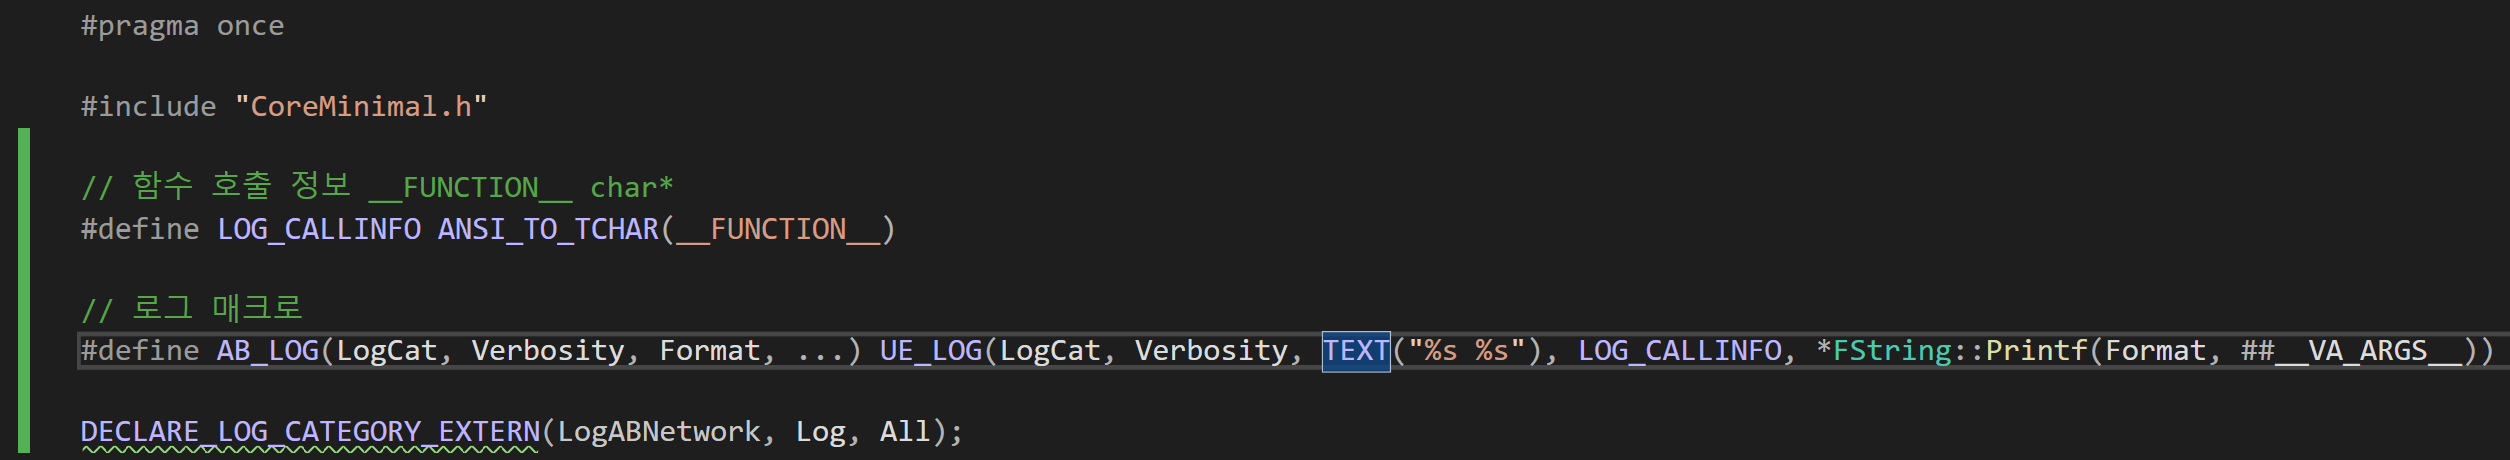 #pragma once
#include "CoreMinimal.h"
// 함수 호출 정보 __FUNCTION__ char*
#define LOG_CALLINFO ANSI_TO_TCHAR(__FUNCTION__)
// 로그 매크로
#define AB_LOG(LogCat, Verbosity, Format, ...) UE_LOG(LogCat, Verbosity, TEXT("%s %s"), LOG_CALLINFO, *FString::Printf(Format, ##__VA_ARGS__))
DECLARE_LOG_CATEGORY_EXTERN(LogABNetwork, Log, All);